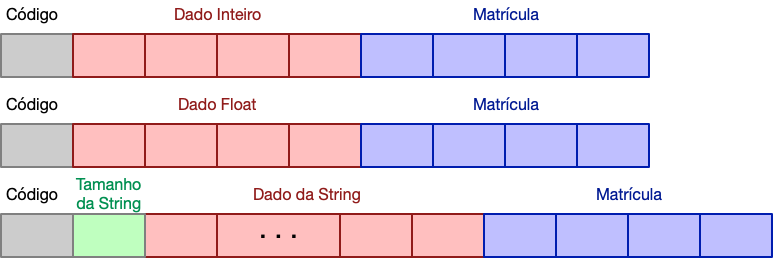 Código Dado Inteiro Matrícula
Código Dado Float Matrícula
Código Tamanho da String Dado da String Matrícula
. . .